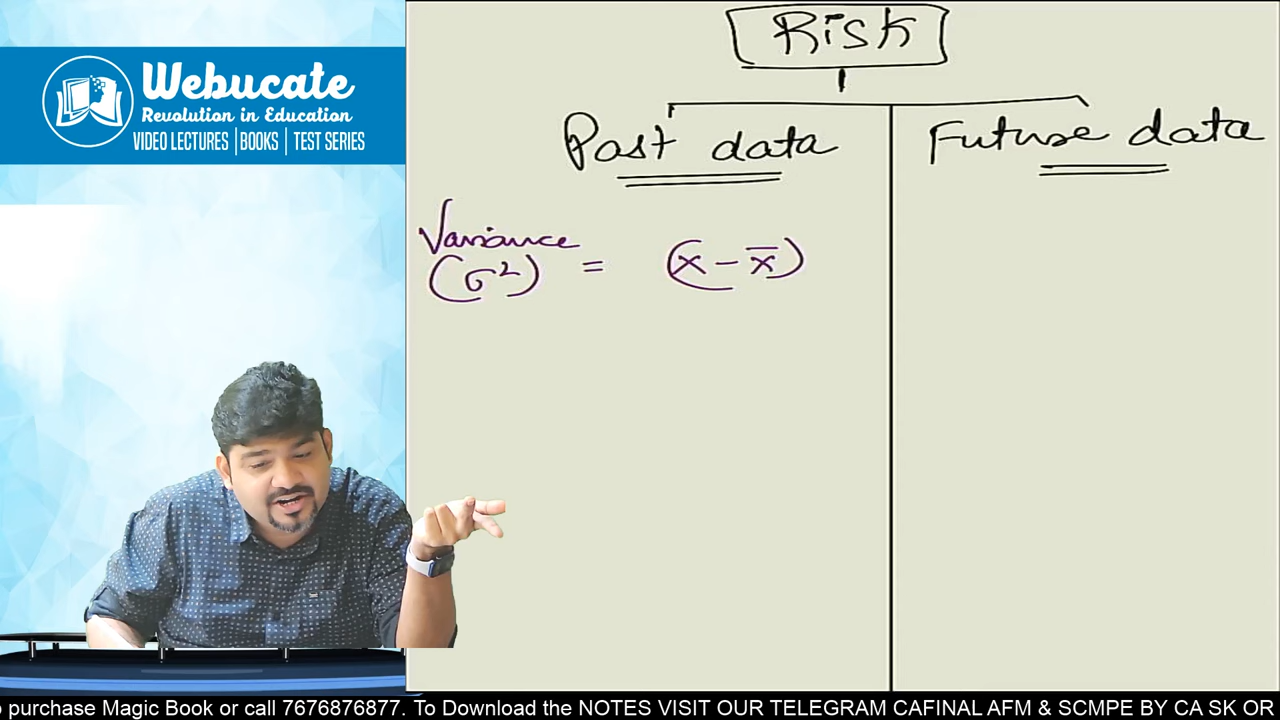 Webucate
Revolution in Education
VIDEO LECTURES | BOOKS | TEST SERIES
Risk
Past data
Future data
Variance
(σ²) = (x - x̄)
o purchase Magic Book or call 7676876877. To Download the NOTES VISIT OUR TELEGRAM CAFINAL AFM & SCMPE BY CA SK OR